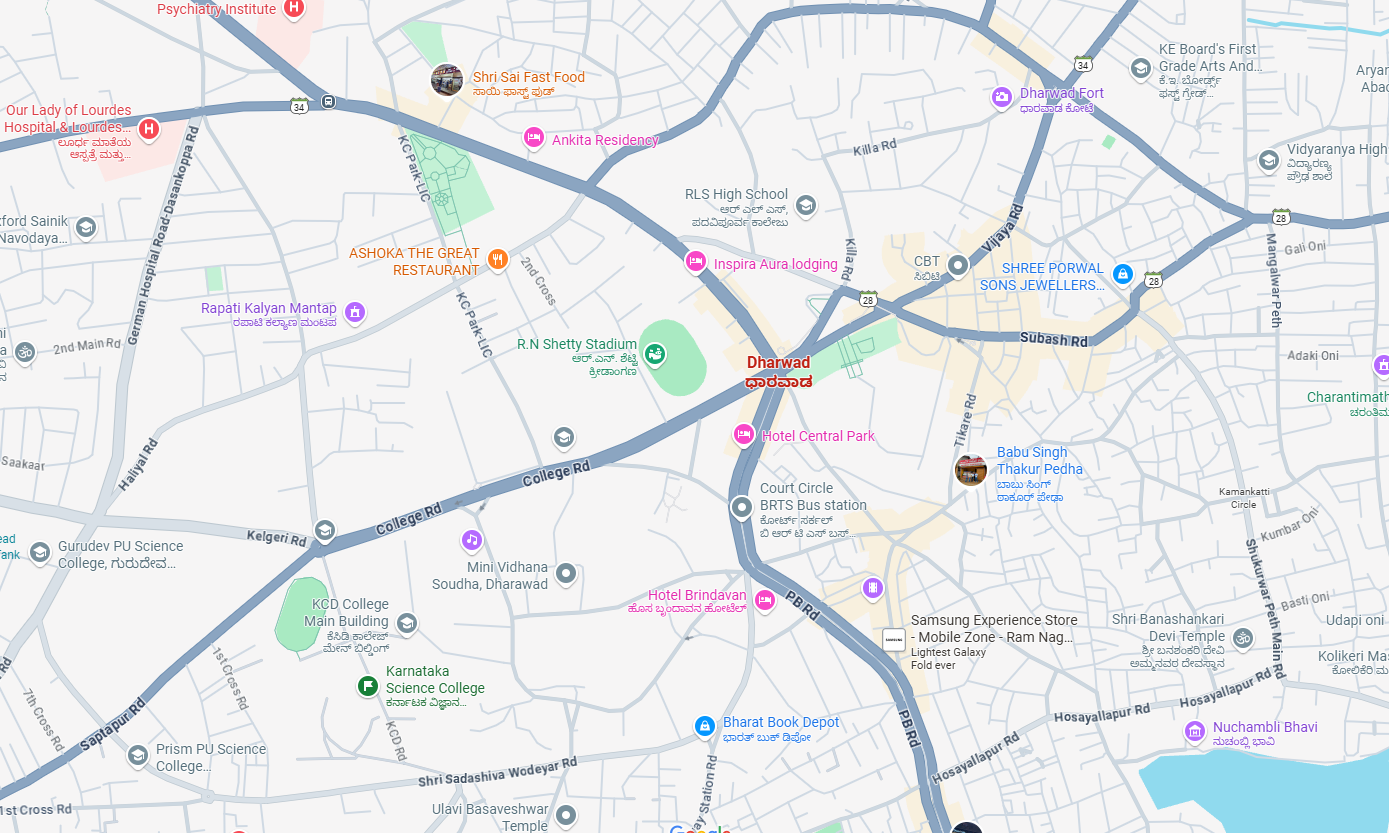 Psychiatry Institute
Shri Sai Fast Food
ಸಾಯಿ ಫಾಸ್ಟ್ ಫುಡ್
34
Our Lady of Lourdes
Hospital & Lourdes...
ಲೂರ್ಧ ಮಾತೆಯ
ಆಸ್ಪತ್ರೆ ಮತ್ತು...
Ankita Residency
34
KE Board's First
Grade Arts And...
ಕೆ.ಇ. ಬೋರ್ಡ್ಸ್
ಫಸ್ಟ್ ಗ್ರೇಡ್...
Dharwad Fort
ಧಾರವಾಡ ಕೋಟೆ
Killa Rd
Vidyaranya High
ವಿದ್ಯಾರಣ್ಯ
ಪ್ರೌಢ ಶಾಲೆ
KC Park-LIC
German Hospital Road-Dasankoppa Rd
RLS High School
ಆರ್ ಎಲ್ ಎಸ್,
ಪದವಿಪೂರ್ವ ಕಾಲೇಜು
Navodaya...
28
Vijaya Rd
Gali Oni
Mangalwar Peth
ASHOKA THE GREAT
RESTAURANT
2nd Cross
Inspira Aura lodging
Killa Rd
CBT
ಸಿಬಿಟಿ
SHREE PORWAL
SONS JEWELLERS...
28
28
Rapati Kalyan Mantap
ರಪಾಟಿ ಕಲ್ಯಾಣ ಮಂಟಪ
KC Park-LIC
2nd Main Rd
R.N Shetty Stadium
ಆರ್.ಎನ್. ಶೆಟ್ಟಿ
ಕ್ರೀಡಾಂಗಣ
Subash Rd
Adaki Oni
Dharwad
ಧಾರವಾಡ
Charantimath
Tikare Rd
Hotel Central Park
Haliyal Rd
Saakaar
College Rd
Babu Singh
Thakur Pedha
ಬಾಬು ಸಿಂಗ್
ಠಾಕೂರ್ ಪೇಢಾ
Court Circle
BRTS Bus station
ಕೋರ್ಟ್ ಸರ್ಕಲ್
ಬಿ ಆರ್ ಟಿ ಎಸ್ ಬಸ್...
Kamankatti
Circle
College Rd
Kumbar Oni
Kelgeri Rd
Gurudev PU Science
College, ಗುರುದೇವ...
Mini Vidhana
Soudha, Dharawad
Shukurwar Peth Main Rd
Hotel Brindavan
ಹೊಸ ಬೃಂದಾವನ ಹೋಟೆಲ್
PB Rd
Basti Oni
KCD College
Main Building
ಕೆಸಿಡಿ ಕಾಲೇಜ್
ಮೇನ್ ಬಿಲ್ಡಿಂಗ್
SAMSUNG
Samsung Experience Store
- Mobile Zone - Ram Nag...
Lightest Galaxy
Fold ever
Shri Banashankari
Devi Temple
ಶ್ರೀ ಬನಶಂಕರಿ ದೇವಿ
ಅಮ್ಮನವರ ದೇವಸ್ಥಾನ
Udapi oni
1st Cross Rd
Karnataka
Science College
ಕರ್ನಾಟಕ ವಿಜ್ಞಾನ...
7th Cross Rd
Saptapur Rd
KCD Rd
Hosayallapur Rd
Hosayallapur Rd
Bharat Book Depot
ಭಾರತ್ ಬುಕ್ ಡಿಪೋ
PB Rd
Nuchambli Bhavi
ನುಚಂಬ್ಲಿ ಭಾವಿ
Prism PU Science
College...
Hosayallapur Rd
Shri Sadashiva Wodeyar Rd
1st Cross Rd
Ulavi Basaveshwar
Temple
Station Rd